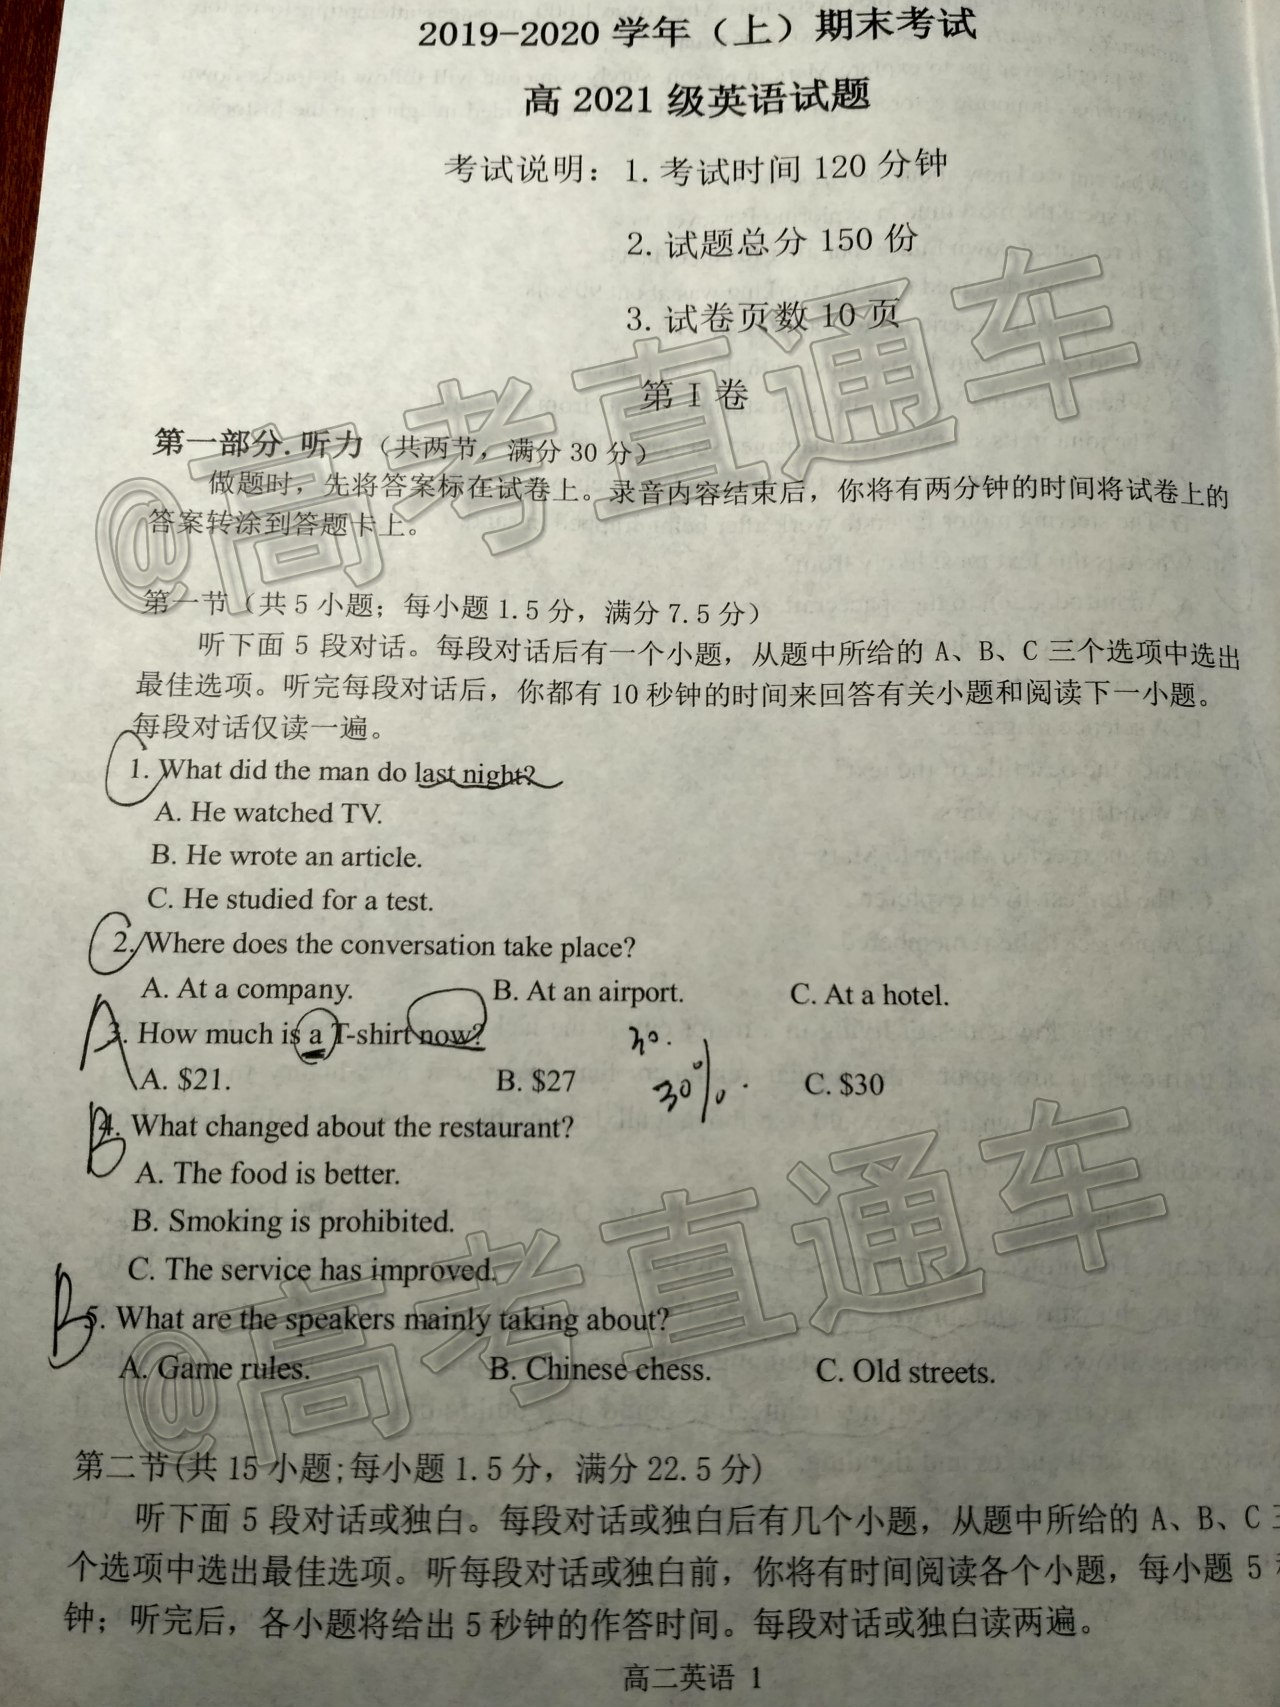 2019-2020 学年（上）期末考试
高 2021 级英语试题
考试说明：1. 考试时间 120 分钟
2. 试题总分 150 份
3. 试卷页数 10 页
第 I 卷
第一部分.听力（共两节，满分 30 分）
做题时，先将答案标在试卷上。录音内容结束后，你将有两分钟的时间将试卷上的
答案转涂到答题卡上。
第一节（共 5 小题；每小题 1.5 分，满分 7.5 分）
听下面 5 段对话。每段对话后有一个小题，从题中所给的 A、B、C 三个选项中选出
最佳选项。听完每段对话后，你都有 10 秒钟的时间来回答有关小题和阅读下一小题。
每段对话仅读一遍。
1. What did the man do last night?
A. He watched TV.
B. He wrote an article.
C. He studied for a test.
2. Where does the conversation take place?
A. At a company. B. At an airport. C. At a hotel.
A 3. How much is a T-shirt now? 30.
A. $21. B. $27 30%. C. $30
B 4. What changed about the restaurant?
A. The food is better.
B. Smoking is prohibited.
C. The service has improved.
B 5. What are the speakers mainly taking about?
A. Game rules. B. Chinese chess. C. Old streets.
第二节(共 15 小题;每小题 1.5 分，满分 22.5 分)
听下面 5 段对话或独白。每段对话或独白后有几个小题，从题中所给的 A、B、C 三
个选项中选出最佳选项。听每段对话或独白前，你将有时间阅读各个小题，每小题 5
钟；听完后，各小题将给出 5 秒钟的作答时间。每段对话或独白读两遍。
高二英语 1
@高考直通车
@高考直通车